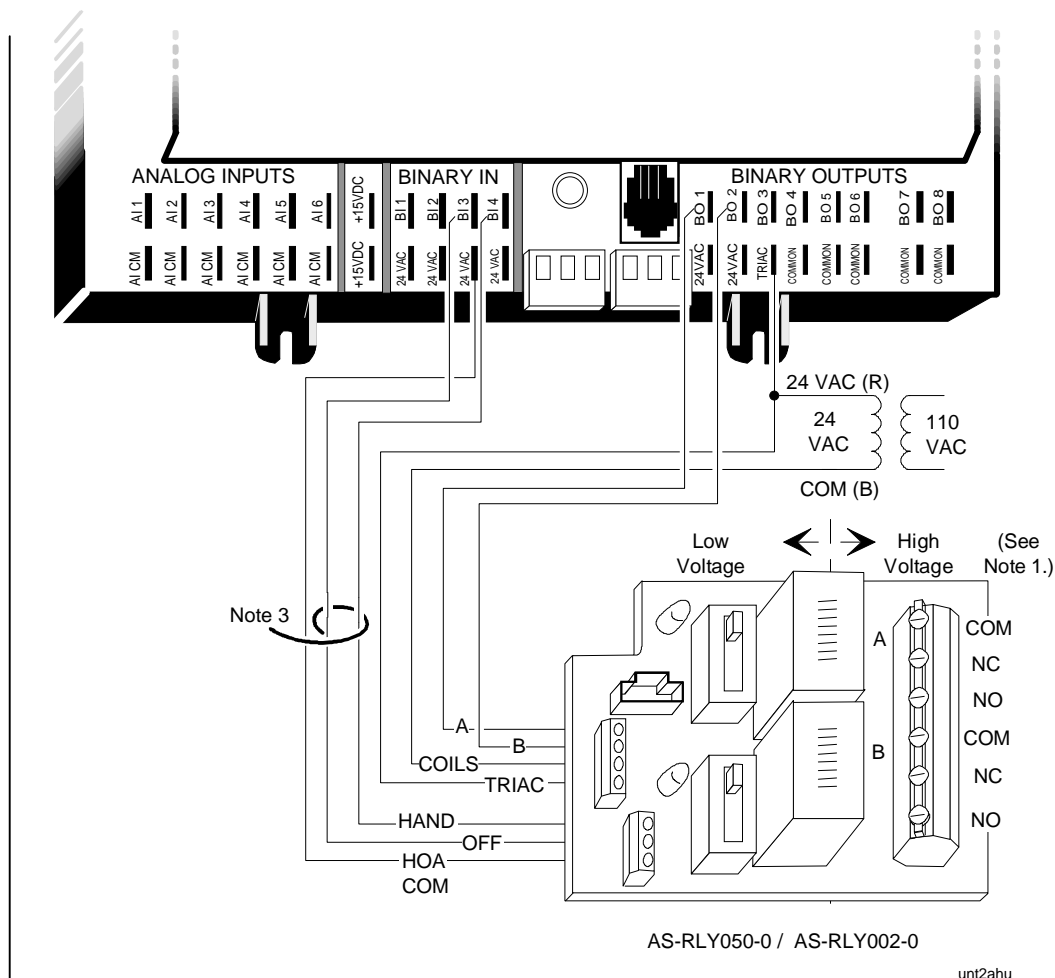 ANALOG INPUTS
BINARY IN
BINARY OUTPUTS
AI 1
AI 2
AI 3
AI 4
AI 5
AI 6
+15VDC
BI 1
BI 2
BI 3
BI 4
BO 1
BO 2
BO 3
BO 4
BO 5
BO 6
BO 7
BO 8
AI CM
AI CM
AI CM
AI CM
AI CM
AI CM
+15VDC
24 VAC
24 VAC
24 VAC
24 VAC
24VAC
24VAC
TRIAC
COMMON
COMMON
COMMON
COMMON
COMMON
24 VAC (R)
24
VAC
110
VAC
COM (B)
Low
Voltage
High
Voltage
(See
Note 1.)
Note 3
A
COM
NC
NO
B
COM
NC
NO
A
B
COILS
TRIAC
HAND
OFF
HOA
COM
AS-RLY050-0 / AS-RLY002-0
unt2ahu